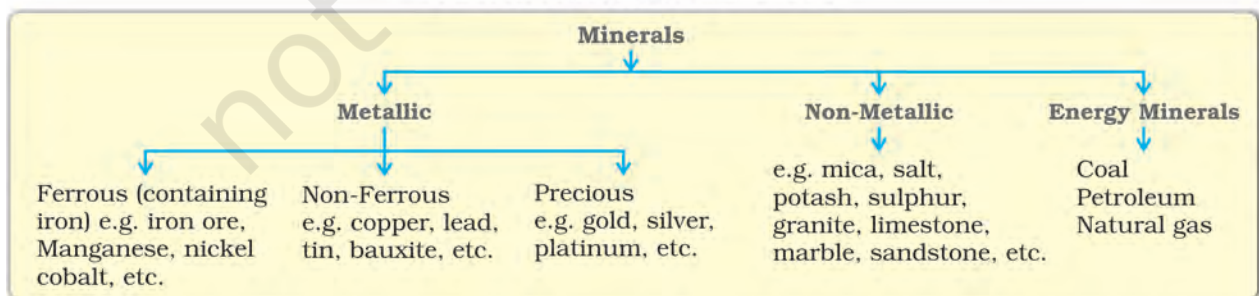 not
Minerals
Metallic
Non-Metallic
Energy Minerals
Ferrous (containing
iron) e.g. iron ore,
Manganese, nickel
cobalt, etc.
Non-Ferrous
e.g. copper, lead,
tin, bauxite, etc.
Precious
e.g. gold, silver,
platinum, etc.
e.g. mica, salt,
potash, sulphur,
granite, limestone,
marble, sandstone, etc.
Coal
Petroleum
Natural gas